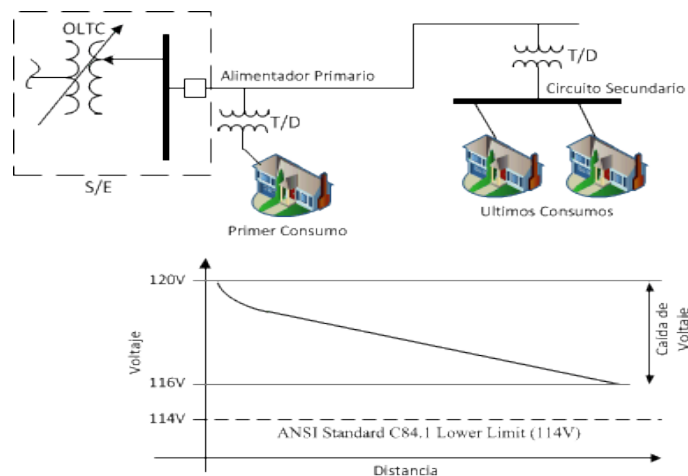 OLTC
T/D
Alimentador Primario
Circuito Secundario
T/D
S/E
Primer Consumo
Ultimos Consumos
120V
Voltaje
Caída de
Voltaje
116V
114V
ANSI Standard C84.1 Lower Limit (114V)
Distancia